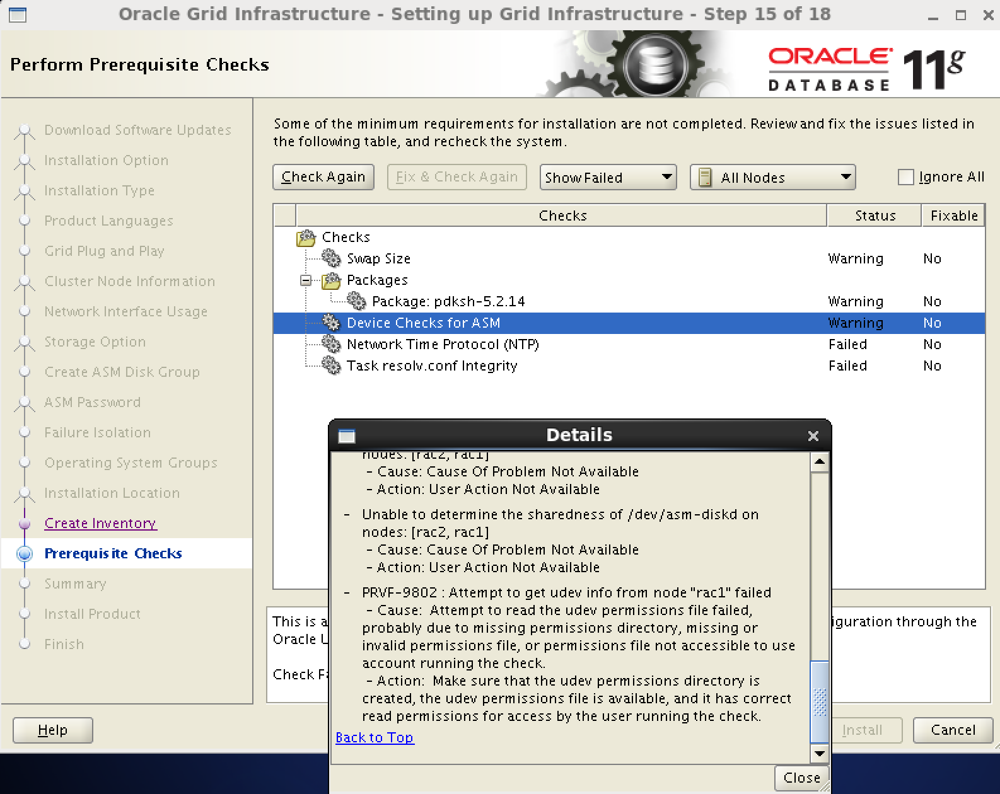 Oracle Grid Infrastructure - Setting up Grid Infrastructure - Step 15 of 18
Perform Prerequisite Checks
ORACLE
DATABASE
11g
Download Software Updates
Installation Option
Installation Type
Product Languages
Grid Plug and Play
Cluster Node Information
Network Interface Usage
Storage Option
Create ASM Disk Group
ASM Password
Failure Isolation
Operating System Groups
Installation Location
Create Inventory
Prerequisite Checks
Summary
Install Product
Finish
Some of the minimum requirements for installation are not completed. Review and fix the issues listed in
the following table, and recheck the system.
Check Again
Fix & Check Again
Show Failed
All Nodes
Ignore All
Checks Status Fixable
Checks
Swap Size Warning No
Packages
Package: pdksh-5.2.14 Warning No
Device Checks for ASM Warning No
Network Time Protocol (NTP) Failed No
Task resolv.conf Integrity Failed No
Details
nodes: [rac2, rac1]
- Cause: Cause Of Problem Not Available
- Action: User Action Not Available
- Unable to determine the sharedness of /dev/asm-diskd on
nodes: [rac2, rac1]
- Cause: Cause Of Problem Not Available
- Action: User Action Not Available
- PRVF-9802 : Attempt to get udev info from node "rac1" failed
- Cause:  Attempt to read the udev permissions file failed,
probably due to missing permissions directory, missing or
invalid permissions file, or permissions file not accessible to use
account running the check.
- Action:  Make sure that the udev permissions directory is
created, the udev permissions file is available, and it has correct
read permissions for access by the user running the check.
Back to Top
Close
This is a
iguration through the
Oracle
Check
Help
Install
Cancel